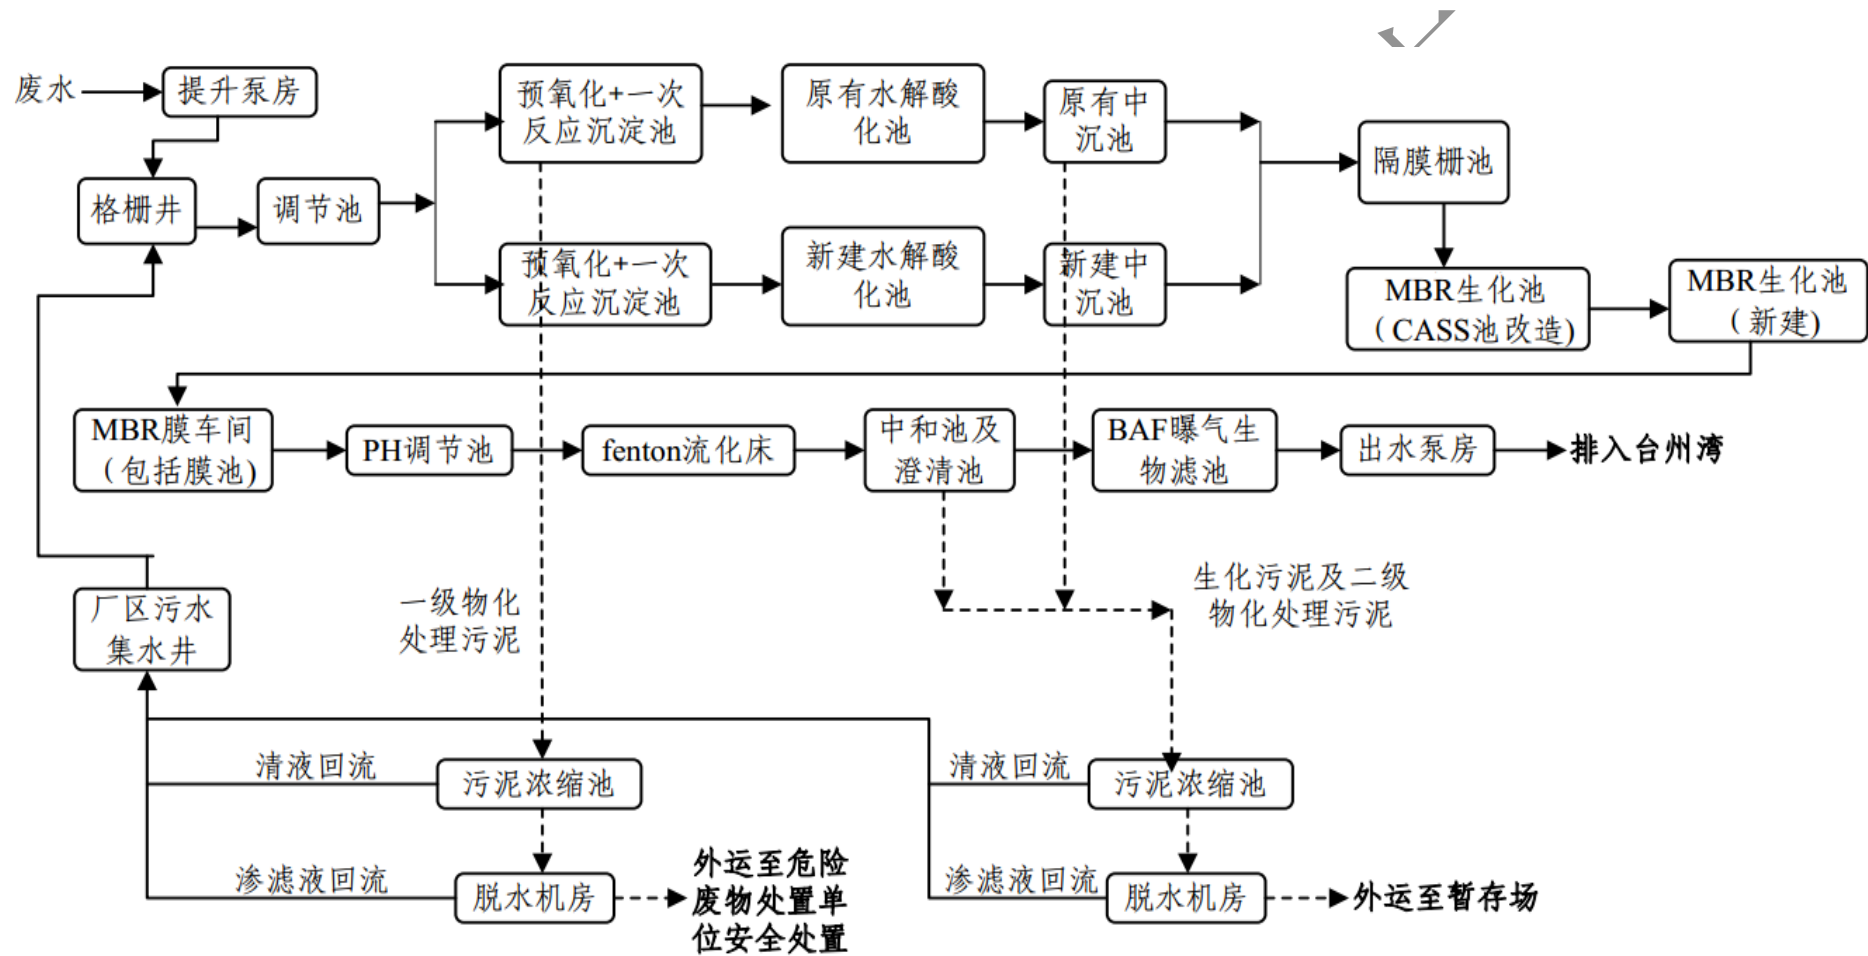 废水
提升泵房
格栅井
调节池
预氧化+一次
反应沉淀池
原有水解酸
化池
原有中
沉池
预氧化+一次
反应沉淀池
新建水解酸
化池
新建中
沉池
隔膜栅池
MBR生化池
（CASS池改造)
MBR生化池
（新建)
MBR膜车间
（包括膜池)
PH调节池
fenton流化床
中和池及
澄清池
BAF曝气生
物滤池
出水泵房
排入台州湾
厂区污水
集水井
一级物化
处理污泥
生化污泥及二级
物化处理污泥
清液回流
污泥浓缩池
清液回流
污泥浓缩池
渗滤液回流
脱水机房
外运至危险
废物处置单
位安全处置
渗滤液回流
脱水机房
外运至暂存场